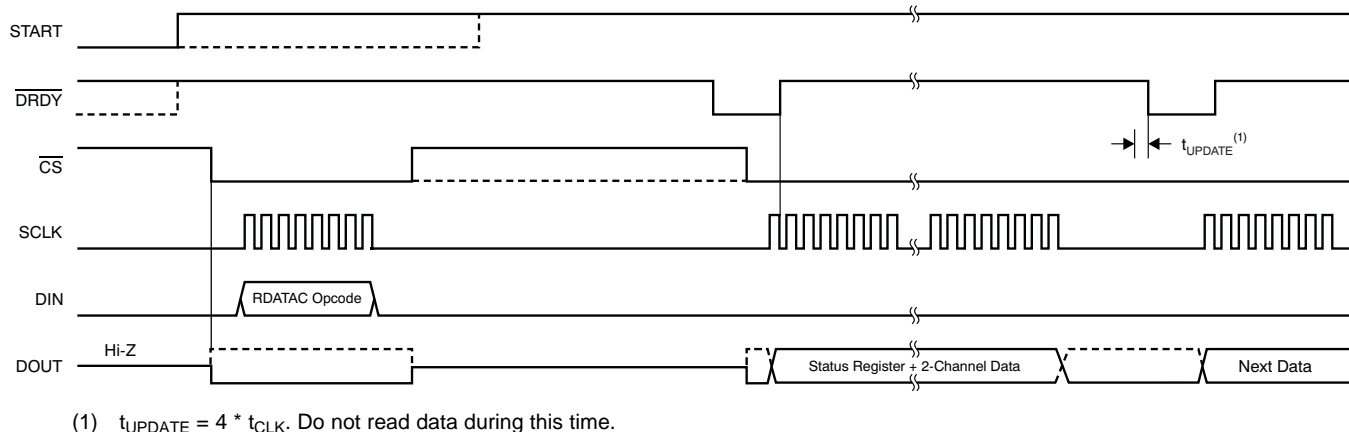 START
DRDY
t_UPDATE^(1)
CS
SCLK
DIN
RDATAC Opcode
Hi-Z
DOUT
Status Register + 2-Channel Data
Next Data
(1) t_UPDATE = 4 * t_CLK. Do not read data during this time.